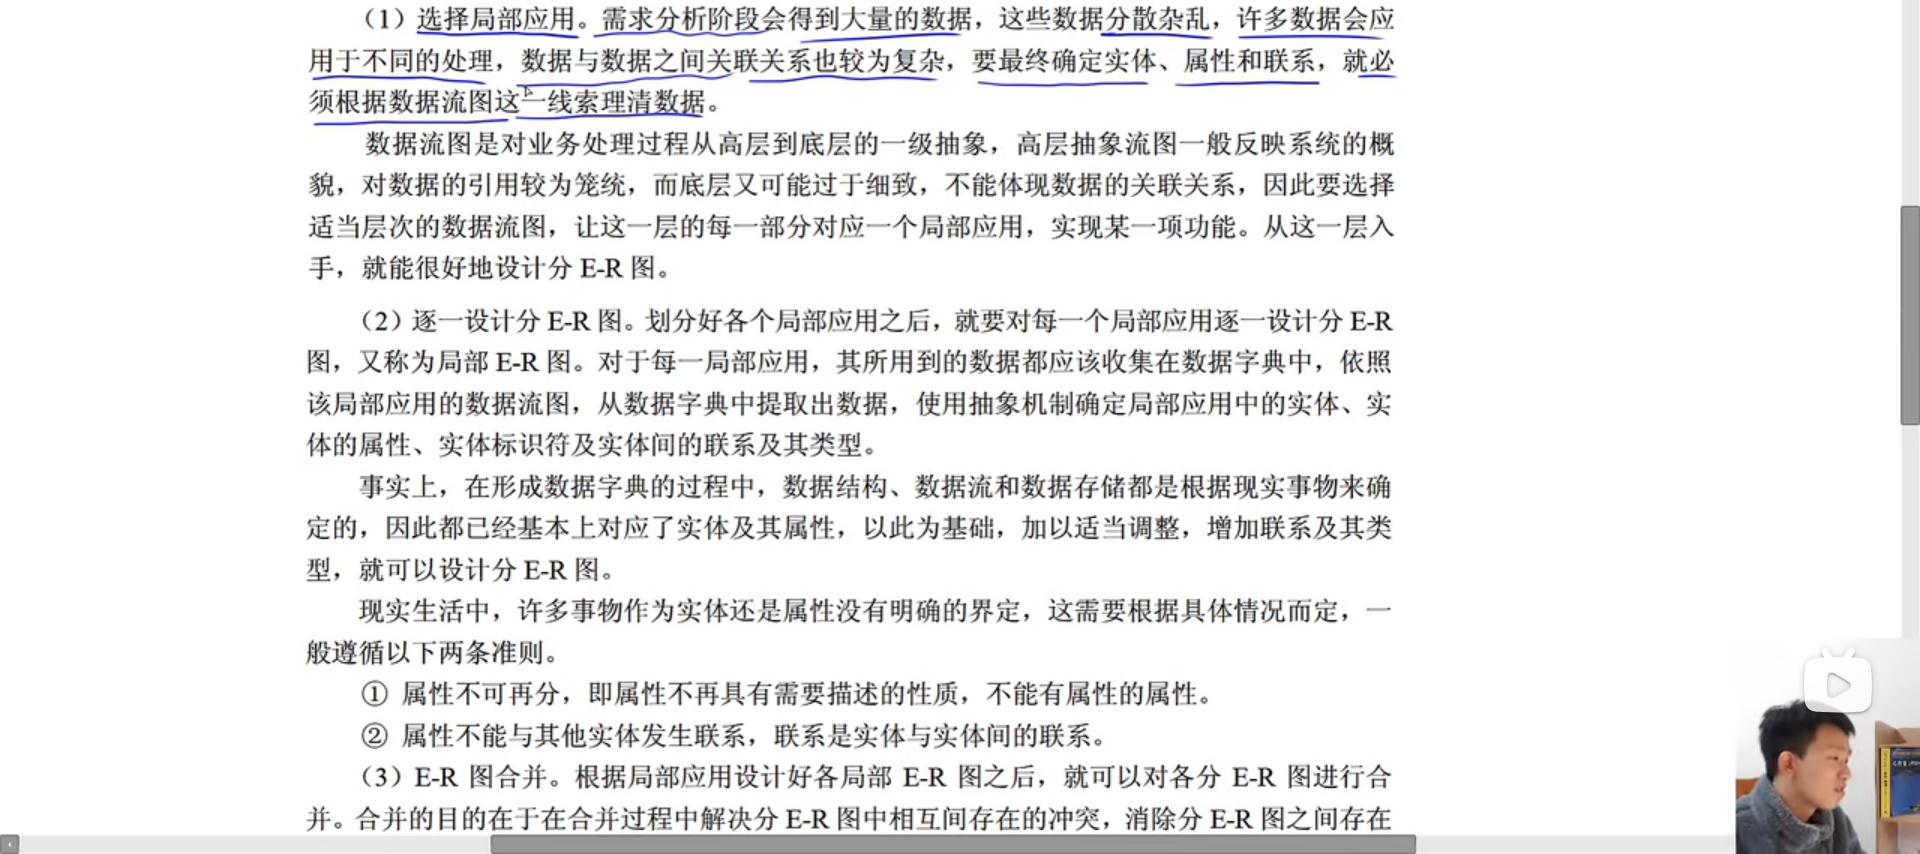 （1）选择局部应用。需求分析阶段会得到大量的数据，这些数据分散杂乱，许多数据会应
用于不同的处理，数据与数据之间关联关系也较为复杂，要最终确定实体、属性和联系，就必
须根据数据流图这一线索理清数据。
数据流图是对业务处理过程从高层到底层的一级抽象，高层抽象流图一般反映系统的概
貌，对数据的引用较为笼统，而底层又可能过于细致，不能体现数据的关联关系，因此要选择
适当层次的数据流图，让这一层的每一部分对应一个局部应用，实现某一项功能。从这一层入
手，就能很好地设计分 E-R 图。
（2）逐一设计分 E-R 图。划分好各个局部应用之后，就要对每一个局部应用逐一设计分 E-R
图，又称为局部 E-R 图。对于每一局部应用，其所用到的数据都应该收集在数据字典中，依照
该局部应用的数据流图，从数据字典中提取出数据，使用抽象机制确定局部应用中的实体、实
体的属性、实体标识符及实体间的联系及其类型。
事实上，在形成数据字典的过程中，数据结构、数据流和数据存储都是根据现实事物来确
定的，因此都已经基本上对应了实体及其属性，以此为基础，加以适当调整，增加联系及其类
型，就可以设计分 E-R 图。
现实生活中，许多事物作为实体还是属性没有明确的界定，这需要根据具体情况而定，一
般遵循以下两条准则。
① 属性不可再分，即属性不再具有需要描述的性质，不能有属性的属性。
② 属性不能与其他实体发生联系，联系是实体与实体间的联系。
（3）E-R 图合并。根据局部应用设计好各局部 E-R 图之后，就可以对各分 E-R 图进行合
并。合并的目的在于在合并过程中解决分 E-R 图中相互间存在的冲突，消除分 E-R 图之间存在